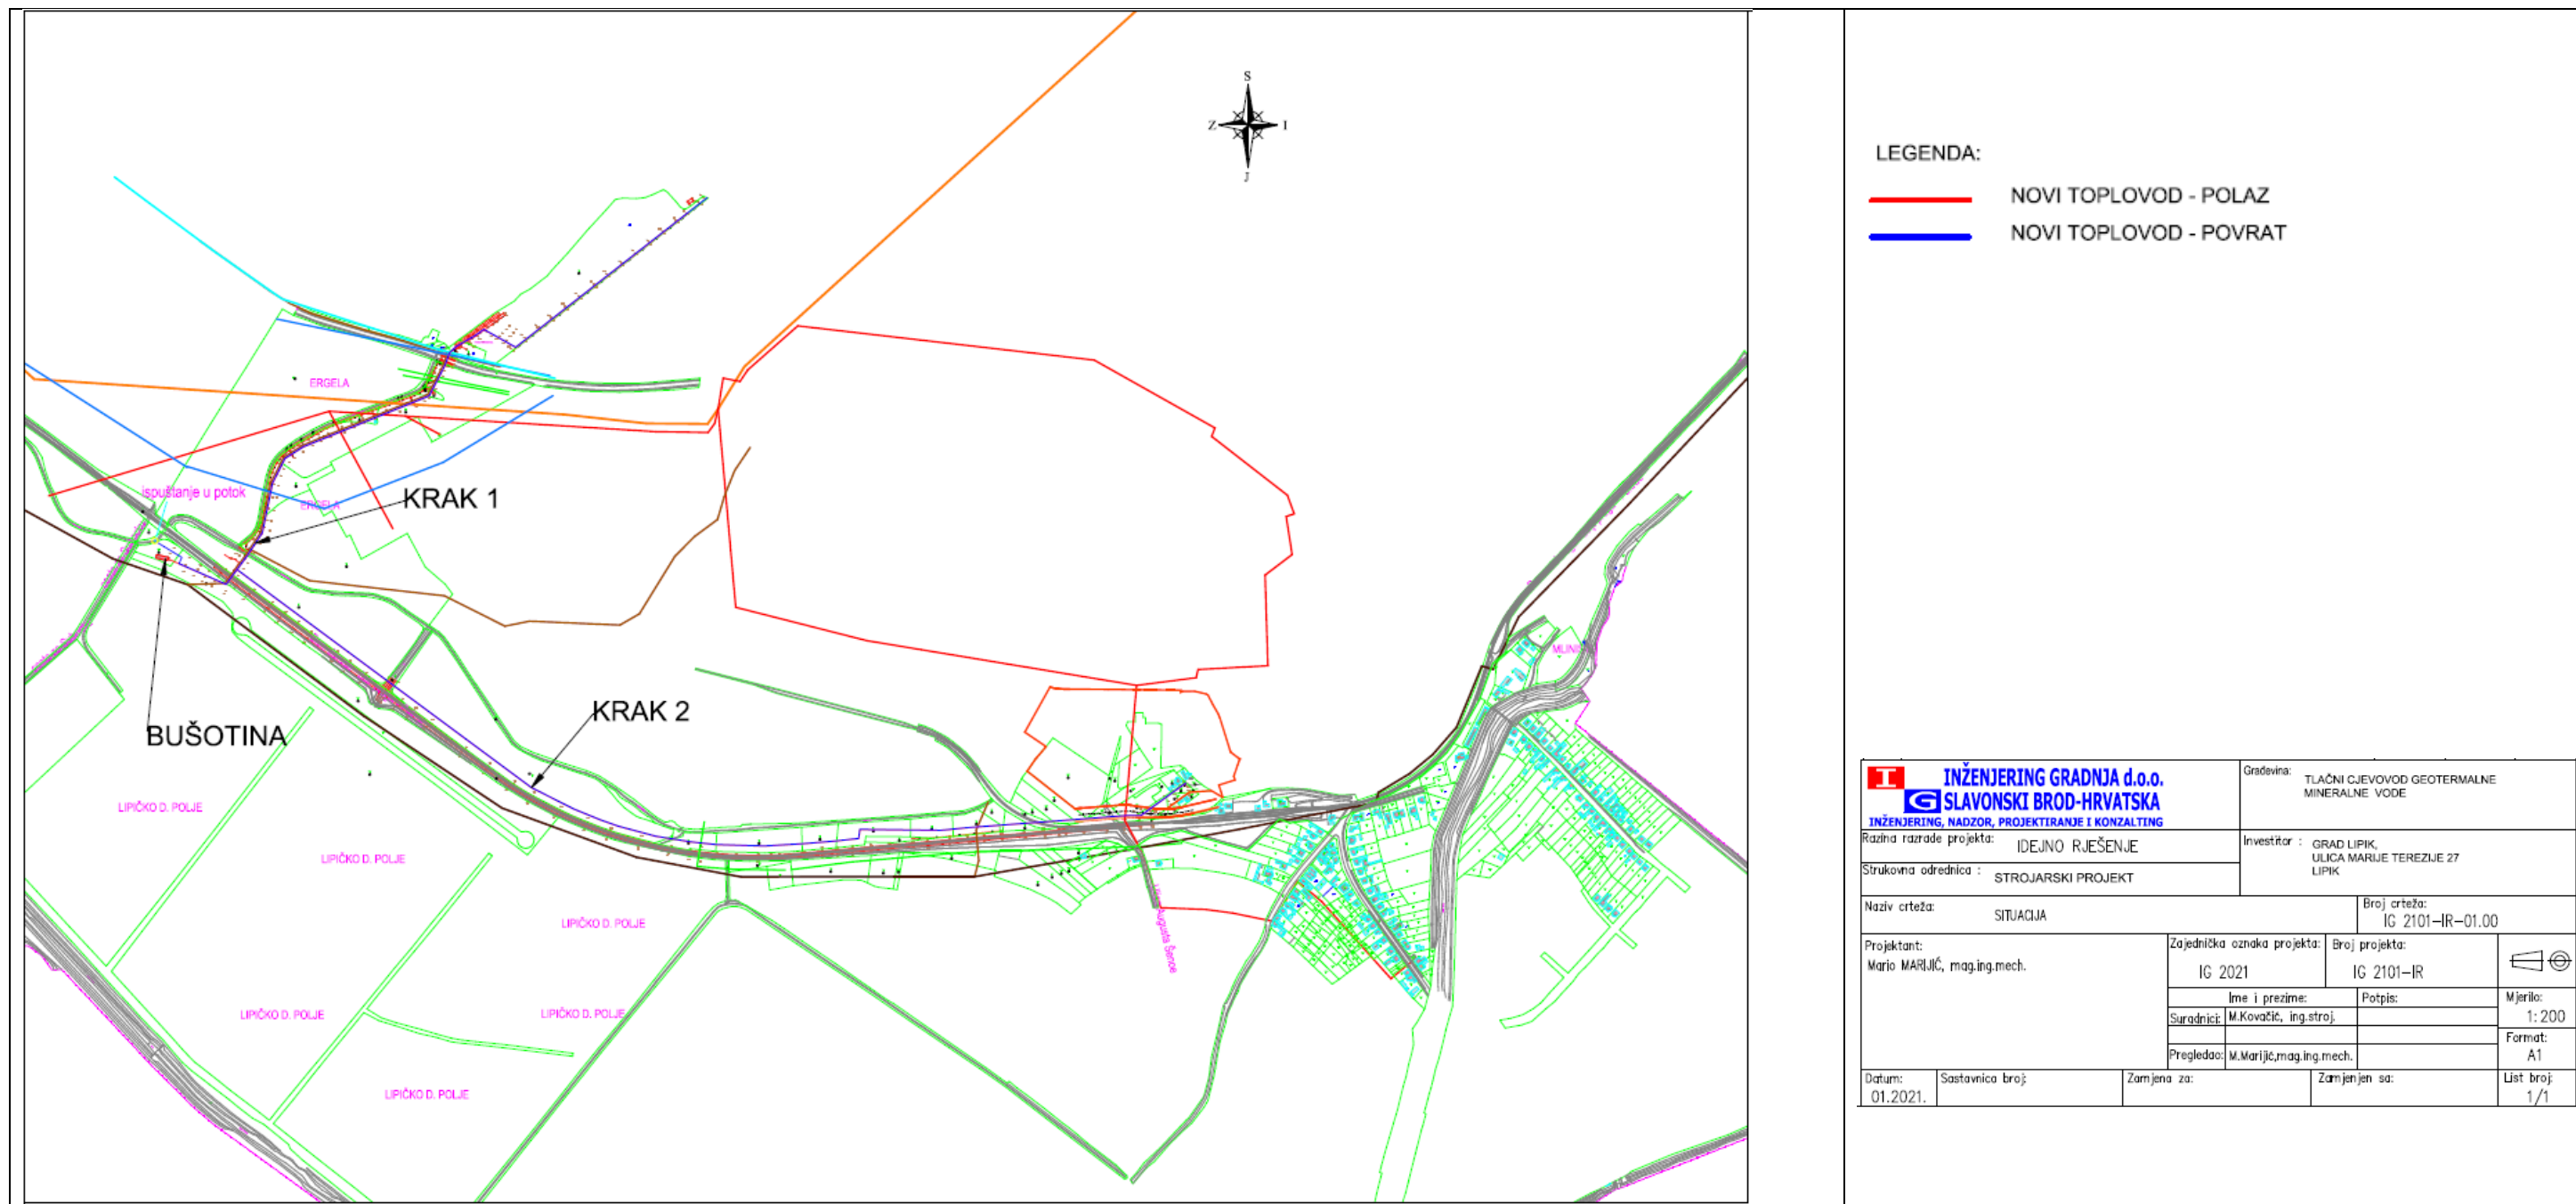 S
Z
I
J
ERGELA
ispuštanje u potok
ERGELA
KRAK 1
MLIN
KRAK 2
BUŠOTINA
LIPIČKO D. POLJE
LIPIČKO D. POLJE
LIPIČKO D. POLJE
Augusta Šenoe
LIPIČKO D. POLJE
LIPIČKO D. POLJE
LIPIČKO D. POLJE
LEGENDA:
NOVI TOPLOVOD - POLAZ
NOVI TOPLOVOD - POVRAT
I
G
INŽENJERING GRADNJA d.o.o.
SLAVONSKI BROD-HRVATSKA
INŽENJERING, NADZOR, PROJEKTIRANJE I KONZALTING
Građevina:
TLAČNI CJEVOVOD GEOTERMALNE
MINERALNE VODE
Razina razrade projekta: IDEJNO RJEŠENJE
Investitor : GRAD LIPIK,
ULICA MARIJE TEREZIJE 27
LIPIK
Strukovna odrednica : STROJARSKI PROJEKT
Naziv crteža: SITUACIJA
Broj crteža:
IG 2101-IR-01.00
Projektant:
Mario MARIJIĆ, mag.ing.mech.
Zajednička oznaka projekta:
IG 2021
Broj projekta:
IG 2101-IR
Ime i prezime: Potpis:
Mjerilo:
1:200
Suradnici: M.Kovačić, ing.stroj.
Format:
A1
Pregledao: M.Marijić,mag.ing.mech.
Datum:
01.2021.
Sastavnica broj:
Zamjena za:
Zamjenjen sa:
List broj:
1/1